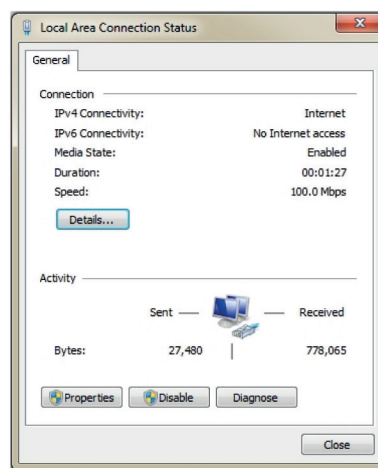 Local Area Connection Status
General
Connection
IPv4 Connectivity: Internet
IPv6 Connectivity: No Internet access
Media State: Enabled
Duration: 00:01:27
Speed: 100.0 Mbps
Details...
Activity
Sent — — Received
Bytes: 27,480 | 778,065
Properties Disable Diagnose
Close